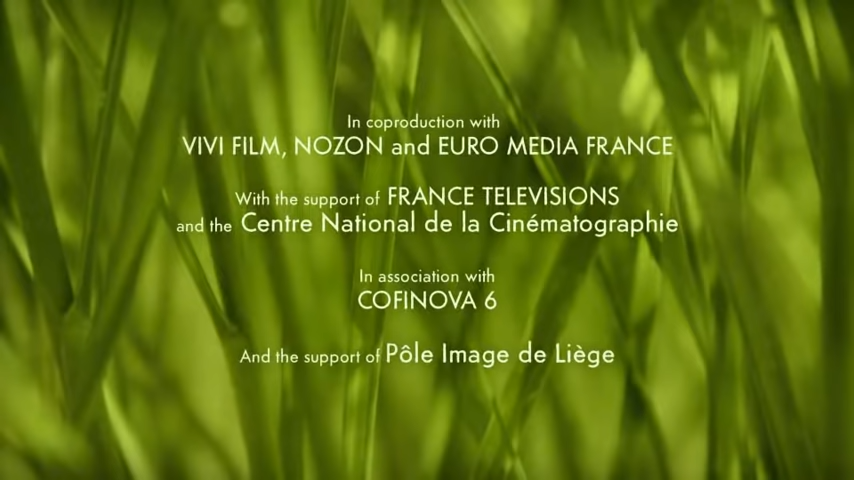 In coproduction with
VIVI FILM, NOZON and EURO MEDIA FRANCE
With the support of FRANCE TELEVISIONS
and the Centre National de la Cinématographie
In association with
COFINOVA 6
And the support of Pôle Image de Liège